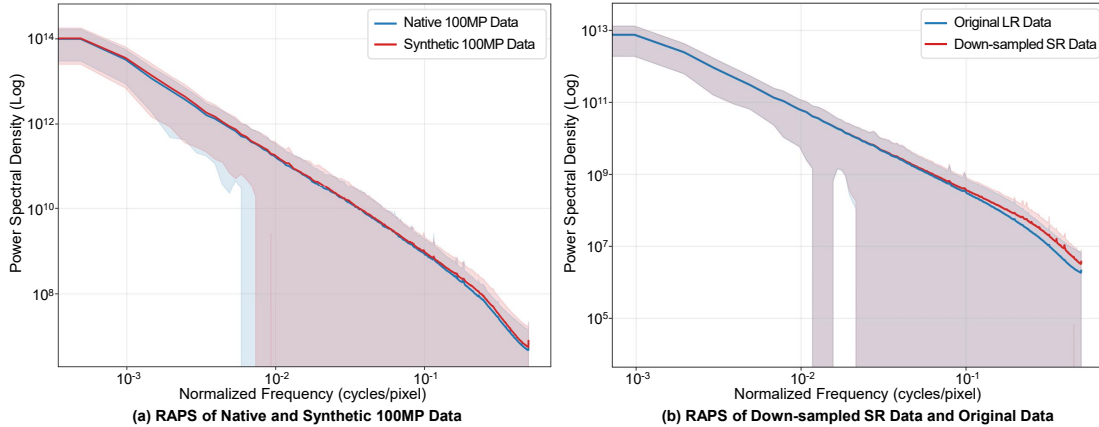 Native 100MP Data
Synthetic 100MP Data
Power Spectral Density (Log)
10^14
10^12
10^10
10^8
10^-3
10^-2
10^-1
Normalized Frequency (cycles/pixel)
(a) RAPS of Native and Synthetic 100MP Data
Original LR Data
Down-sampled SR Data
Power Spectral Density (Log)
10^13
10^11
10^9
10^7
10^5
10^-3
10^-2
10^-1
Normalized Frequency (cycles/pixel)
(b) RAPS of Down-sampled SR Data and Original Data